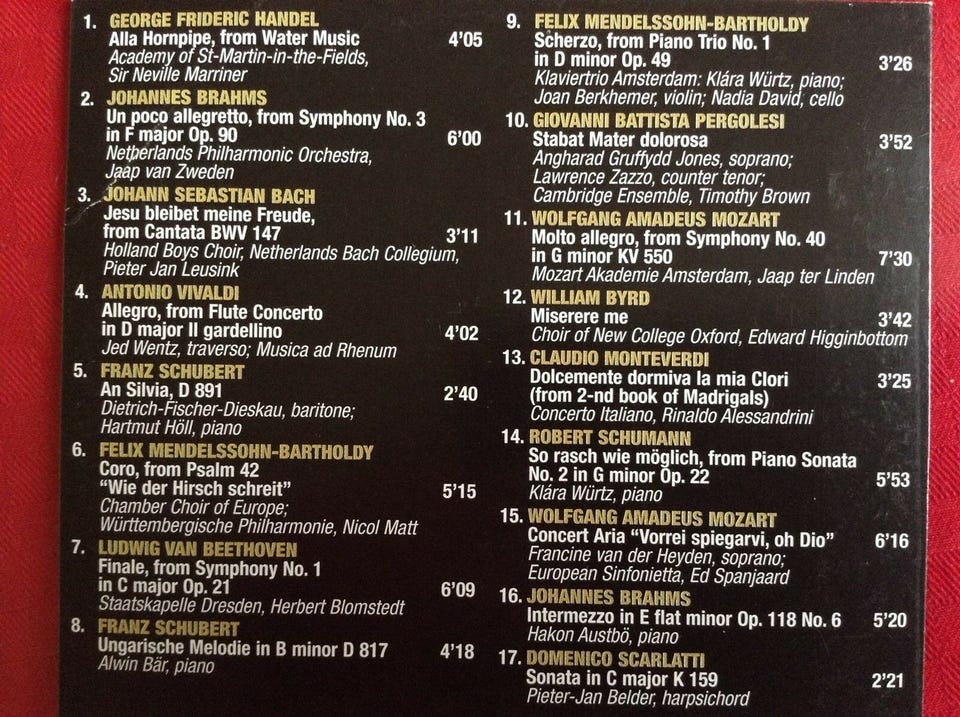 1. GEORGE FRIDERIC HANDEL
Alla Hornpipe, from Water Music 4’05
Academy of St-Martin-in-the-Fields,
Sir Neville Marriner
2. JOHANNES BRAHMS
Un poco allegretto, from Symphony No. 3
in F major Op. 90 6’00
Netherlands Philharmonic Orchestra,
Jaap van Zweden
3. JOHANN SEBASTIAN BACH
Jesu bleibet meine Freude,
from Cantata BWV 147 3’11
Holland Boys Choir, Netherlands Bach Collegium,
Pieter Jan Leusink
4. ANTONIO VIVALDI
Allegro, from Flute Concerto
in D major Il gardellino 4’02
Jed Wentz, traverso; Musica ad Rhenum
5. FRANZ SCHUBERT
An Silvia, D 891 2’40
Dietrich-Fischer-Dieskau, baritone;
Hartmut Höll, piano
6. FELIX MENDELSSOHN-BARTHOLDY
Coro, from Psalm 42
“Wie der Hirsch schreit” 5’15
Chamber Choir of Europe;
Württembergische Philharmonie, Nicol Matt
7. LUDWIG VAN BEETHOVEN
Finale, from Symphony No. 1
in C major Op. 21 6’09
Staatskapelle Dresden, Herbert Blomstedt
8. FRANZ SCHUBERT
Ungarische Melodie in B minor D 817 4’18
Alwin Bär, piano
9. FELIX MENDELSSOHN-BARTHOLDY
Scherzo, from Piano Trio No. 1
in D minor Op. 49 3’26
Klaviertrio Amsterdam: Klára Würtz, piano;
Joan Berkhemer, violin; Nadia David, cello
10. GIOVANNI BATTISTA PERGOLESI
Stabat Mater dolorosa 3’52
Angharad Gruffydd Jones, soprano;
Lawrence Zazzo, counter tenor;
Cambridge Ensemble, Timothy Brown
11. WOLFGANG AMADEUS MOZART
Molto allegro, from Symphony No. 40
in G minor KV 550 7’30
Mozart Akademie Amsterdam, Jaap ter Linden
12. WILLIAM BYRD
Miserere me 3’42
Choir of New College Oxford, Edward Higginbottom
13. CLAUDIO MONTEVERDI
Dolcemente dormiva la mia Clori 3’25
(from 2-nd book of Madrigals)
Concerto Italiano, Rinaldo Alessandrini
14. ROBERT SCHUMANN
So rasch wie möglich, from Piano Sonata
No. 2 in G minor Op. 22 5’53
Klára Würtz, piano
15. WOLFGANG AMADEUS MOZART
Concert Aria “Vorrei spiegarvi, oh Dio” 6’16
Francine van der Heyden, soprano;
European Sinfonietta, Ed Spanjaard
16. JOHANNES BRAHMS
Intermezzo in E flat minor Op. 118 No. 6 5’20
Hakon Austbö, piano
17. DOMENICO SCARLATTI
Sonata in C major K 159 2’21
Pieter-Jan Belder, harpsichord